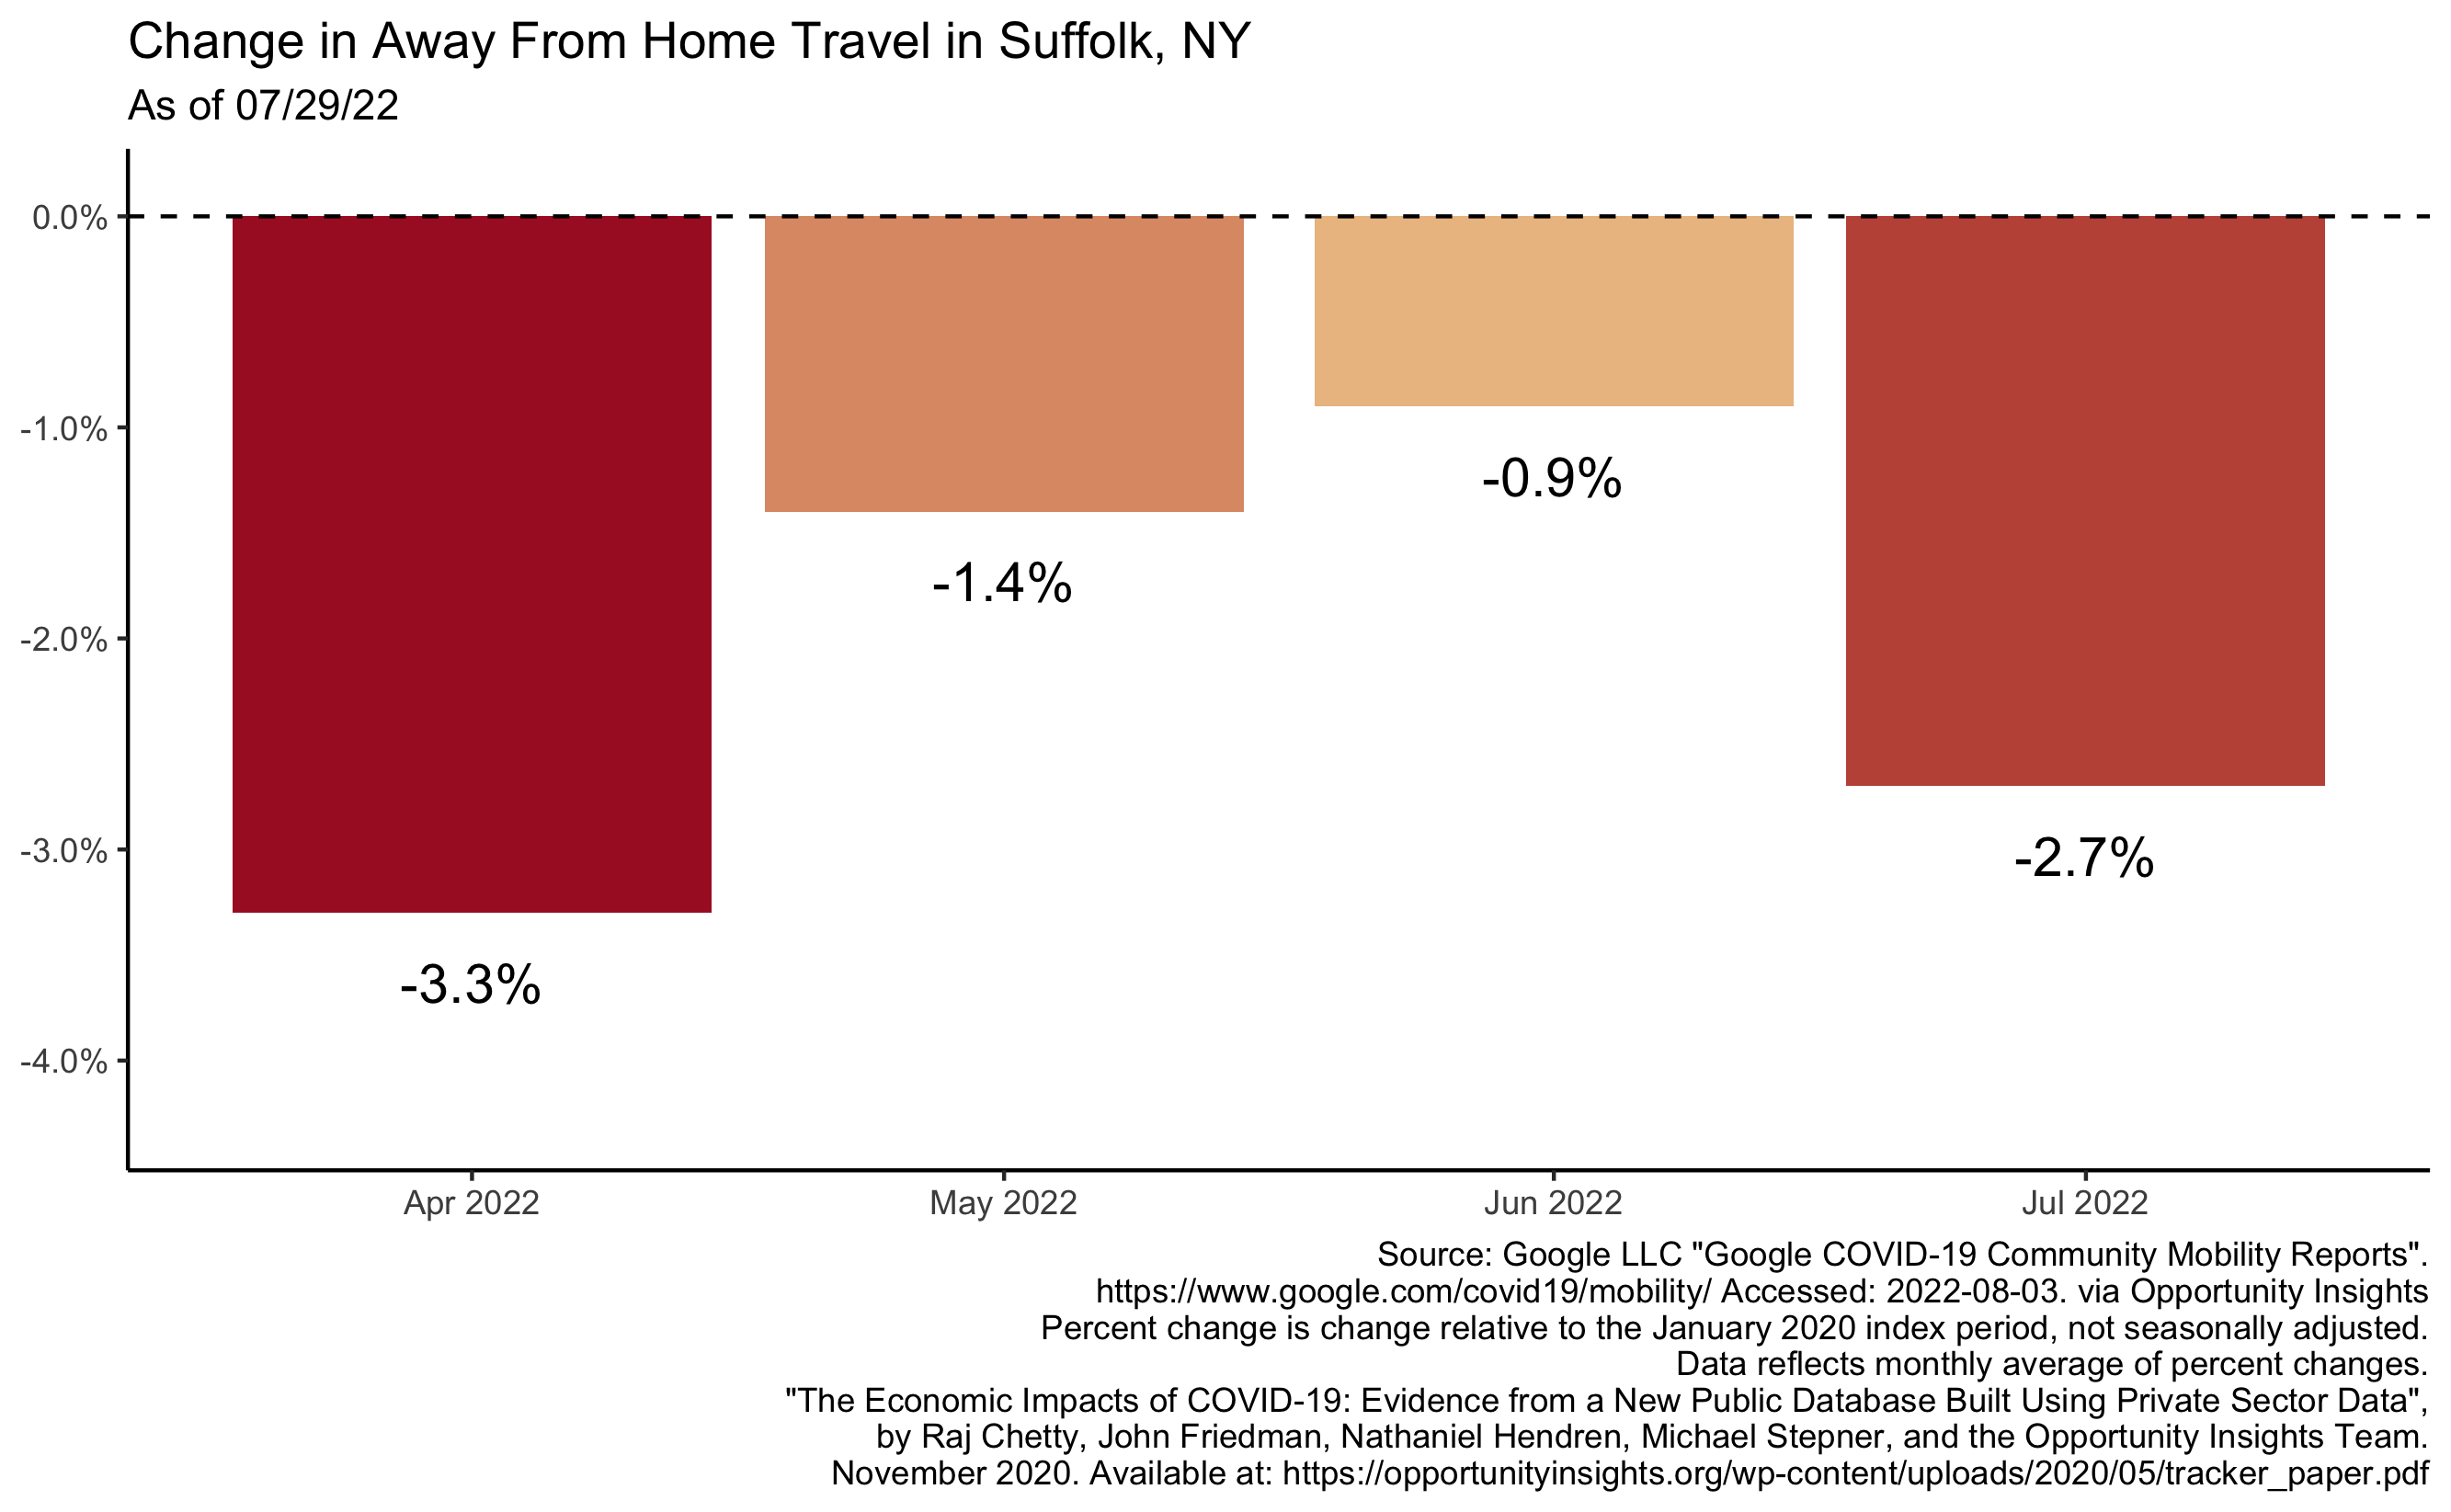 Change in Away From Home Travel in Suffolk, NY
As of 07/29/22
0.0%
-1.0%
-2.0%
-3.0%
-4.0%
-3.3%
-1.4%
-0.9%
-2.7%
Apr 2022
May 2022
Jun 2022
Jul 2022
Source: Google LLC "Google COVID-19 Community Mobility Reports".
https://www.google.com/covid19/mobility/ Accessed: 2022-08-03. via Opportunity Insights
Percent change is change relative to the January 2020 index period, not seasonally adjusted.
Data reflects monthly average of percent changes.
"The Economic Impacts of COVID-19: Evidence from a New Public Database Built Using Private Sector Data",
by Raj Chetty, John Friedman, Nathaniel Hendren, Michael Stepner, and the Opportunity Insights Team.
November 2020. Available at: https://opportunityinsights.org/wp-content/uploads/2020/05/tracker_paper.pdf